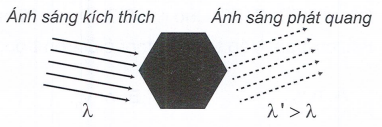 Ánh sáng kích thích
Ánh sáng phát quang
λ
λ' > λ